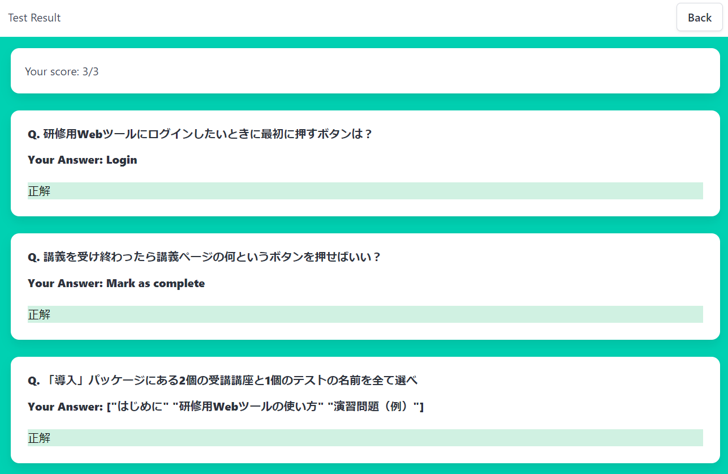 Test Result
Back
Your score: 3/3
Q. 研修用Webツールにログインしたいときに最初に押すボタンは？
Your Answer: Login
正解
Q. 講義を受け終わったら講義ページの何というボタンを押せばいい？
Your Answer: Mark as complete
正解
Q. 「導入」パッケージにある2個の受講講座と1個のテストの名前を全て選べ
Your Answer: ["はじめに" "研修用Webツールの使い方" "演習問題（例）"]
正解